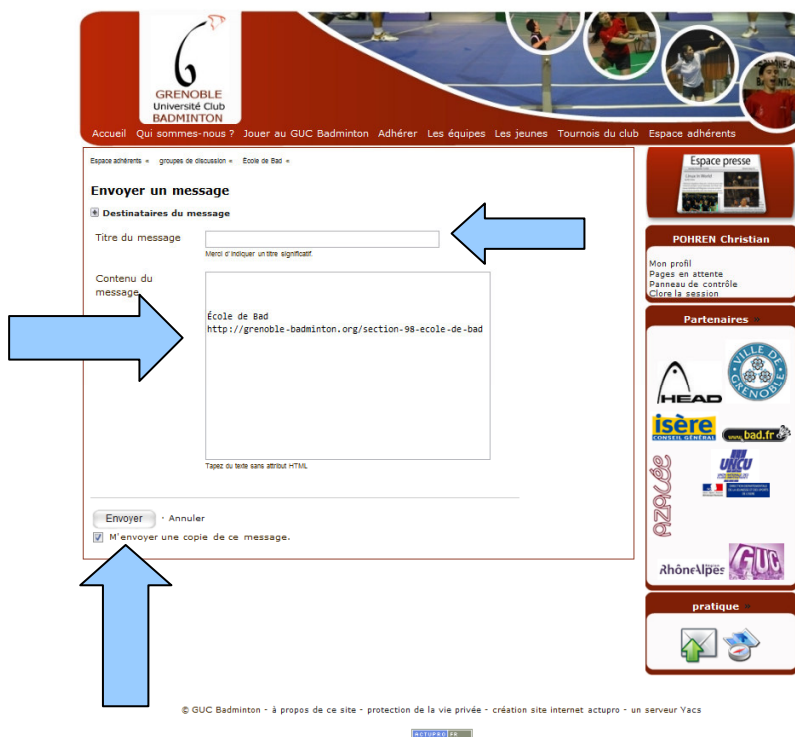 GRENOBLE
Université Club
BADMINTON
Accueil Qui sommes-nous ? Jouer au GUC Badminton Adhérer Les équipes Les jeunes Tournois du club Espace adhérents
Espace adhérents « groupes de discussion « École de Bad «
Envoyer un message
Destinataires du message
Titre du message
Merci d'indiquer un titre significatif.
Contenu du
message
École de Bad
http://grenoble-badminton.org/section-98-ecole-de-bad
Tapez du texte sans attribut HTML
Envoyer · Annuler
M'envoyer une copie de ce message.
Espace presse
POHREN Christian
Mon profil
Pages en attente
Panneau de contrôle
Clore la session
Partenaires »
HEAD
VILLE DE GRENOBLE
isère
CONSEIL GÉNÉRAL
www.bad.fr
azalée
UNCU
RhôneAlpes
GUC
pratique »
© GUC Badminton - à propos de ce site - protection de la vie privée - création site internet actupro - un serveur Yacs
ACTUPRO FR